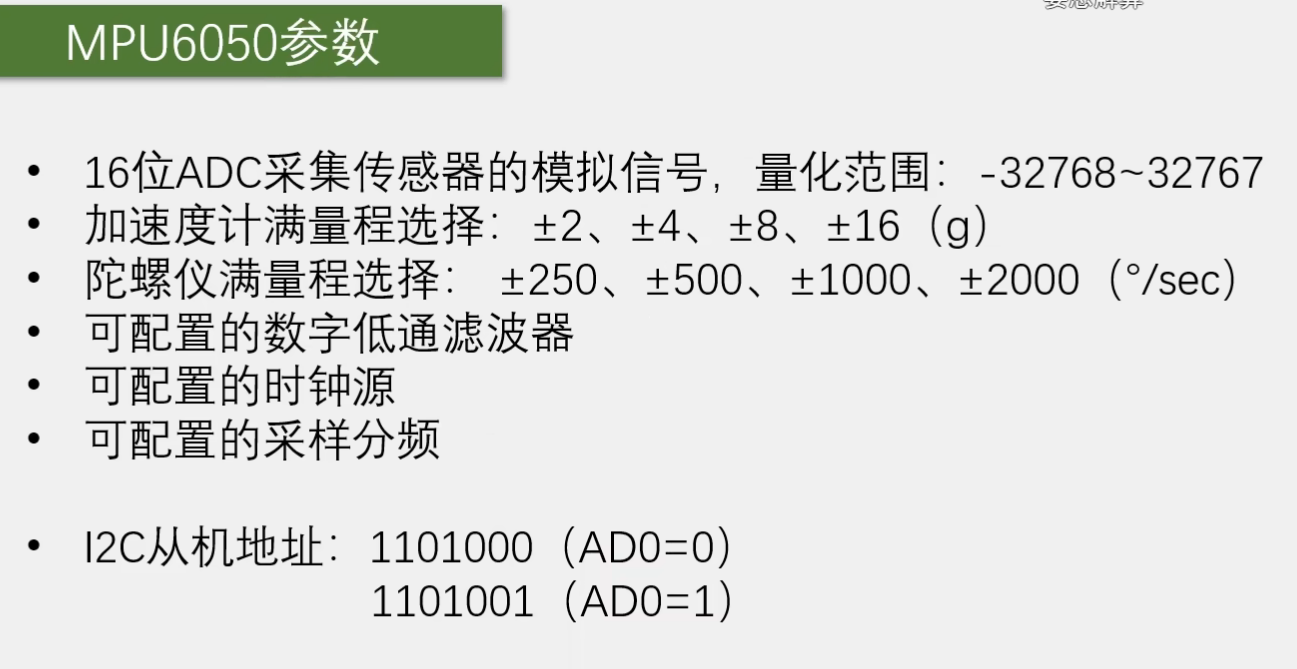 MPU6050参数
• 16位ADC采集传感器的模拟信号，量化范围：-32768~32767
• 加速度计满量程选择：±2、±4、±8、±16（g）
• 陀螺仪满量程选择： ±250、±500、±1000、±2000（°/sec）
• 可配置的数字低通滤波器
• 可配置的时钟源
• 可配置的采样分频
• I2C从机地址：1101000（AD0=0）
1101001（AD0=1）